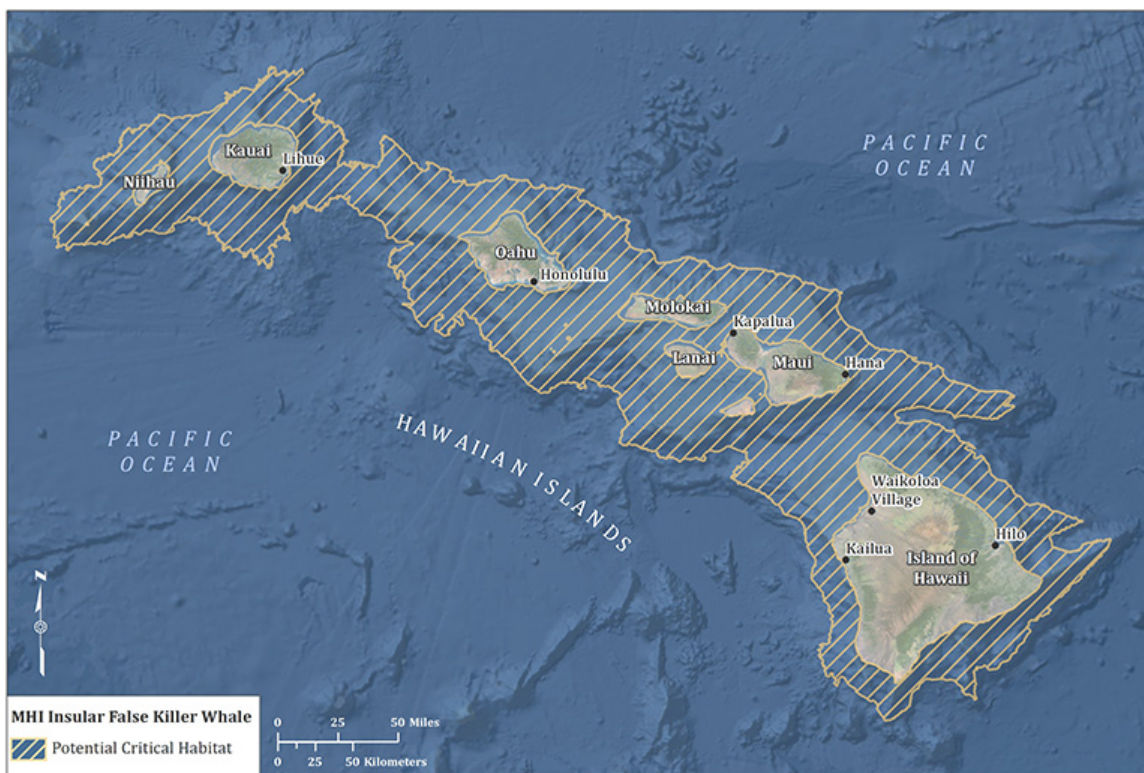 PACIFIC
OCEAN
Kauai
Lihue
Niihau
Oahu
Honolulu
Molokai
Kapalua
Lanai
Maui
Hana
PACIFIC
OCEAN
HAWAIIAN ISLANDS
Waikoloa
Village
Hilo
Kailua
Island of
Hawaii
N
MHI Insular False Killer Whale
Potential Critical Habitat
0 25 50 Miles
0 25 50 Kilometers